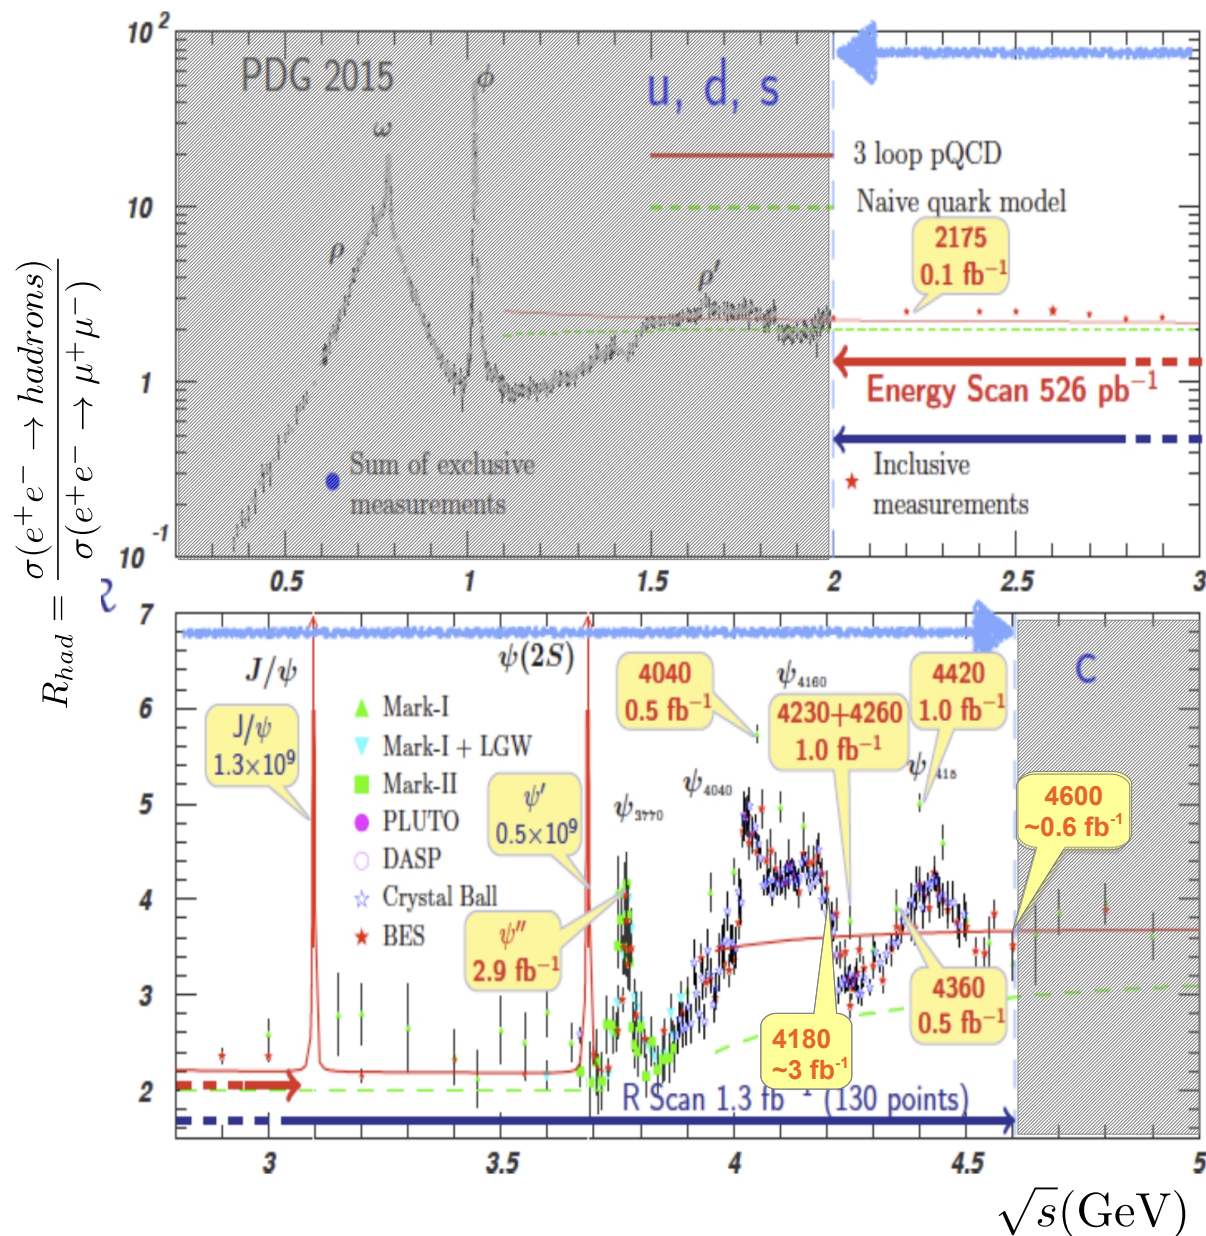 10²
PDG 2015
ϕ
u, d, s
ω
3 loop pQCD
10
Naive quark model
2175
0.1 fb⁻¹
ρ
ρ′
1
Energy Scan 526 pb⁻¹
Sum of exclusive
measurements
Inclusive
measurements
10⁻¹
0.5 1 1.5 2 2.5 3
R_had = σ(e⁺e⁻ → hadrons) / σ(e⁺e⁻ → μ⁺μ⁻)
7
J/ψ
ψ(2S)
4040
0.5 fb⁻¹
ψ₄₁₆₀
4420
1.0 fb⁻¹
c
6
Mark-I
4230+4260
1.0 fb⁻¹
J/ψ
1.3×10⁹
Mark-I + LGW
Mark-II
ψ₄₀₄₀
5
PLUTO
ψ′
0.5×10⁹
ψ₃₇₇₀
4600
~0.6 fb⁻¹
DASP
4
Crystal Ball
BES
ψ″
2.9 fb⁻¹
3
4360
0.5 fb⁻¹
4180
~3 fb⁻¹
2
R Scan 1.3 fb⁻¹ (130 points)
3 3.5 4 4.5 5
√s(GeV)